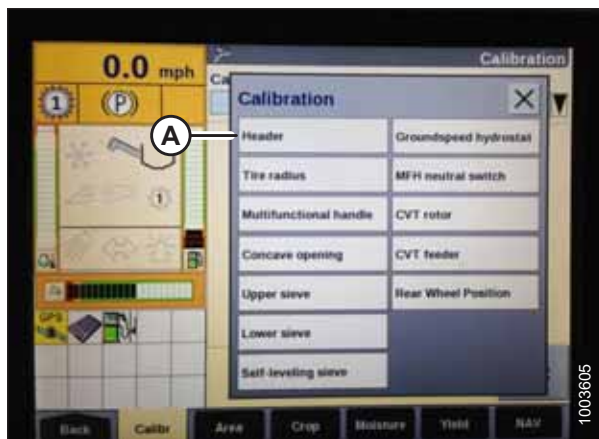 0.0 mph
Calibration
Ca
1
(P)
1
GPS
Calibration
A
Header
Groundspeed hydrostat
Tire radius
MFH neutral switch
Multifunctional handle
CVT rotor
Concave opening
CVT feeder
Upper sieve
Rear Wheel Position
Lower sieve
Self-leveling sieve
Back
Calibr
Area
Crop
Moisture
Yield
NAV
1003605